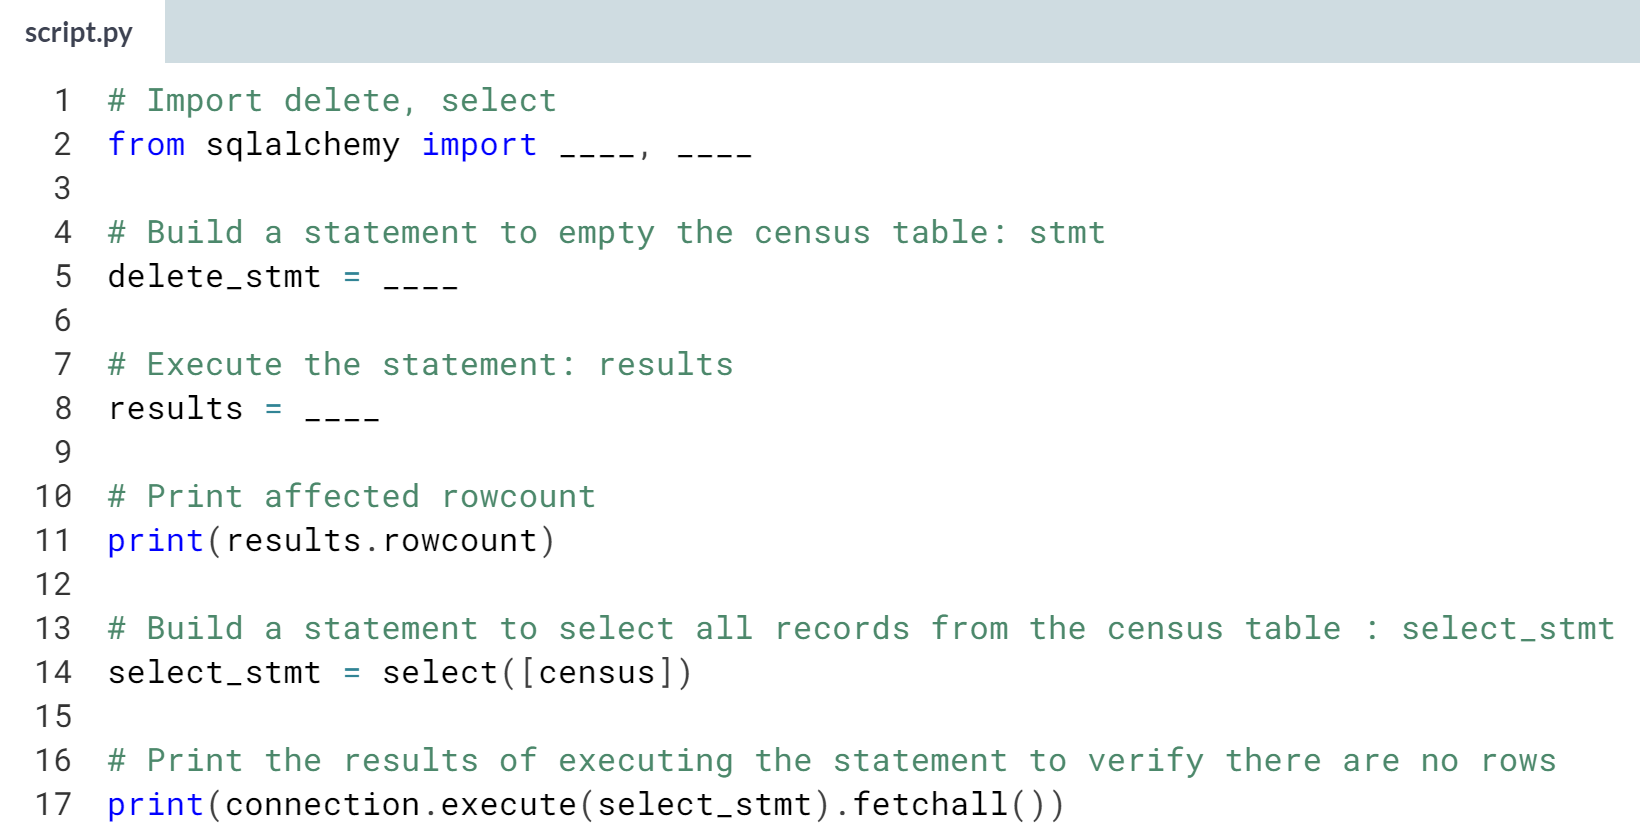 script.py
1 # Import delete, select
2 from sqlalchemy import ____, ____
3
4 # Build a statement to empty the census table: stmt
5 delete_stmt = ____
6
7 # Execute the statement: results
8 results = ____
9
10 # Print affected rowcount
11 print(results.rowcount)
12
13 # Build a statement to select all records from the census table : select_stmt
14 select_stmt = select([census])
15
16 # Print the results of executing the statement to verify there are no rows
17 print(connection.execute(select_stmt).fetchall())